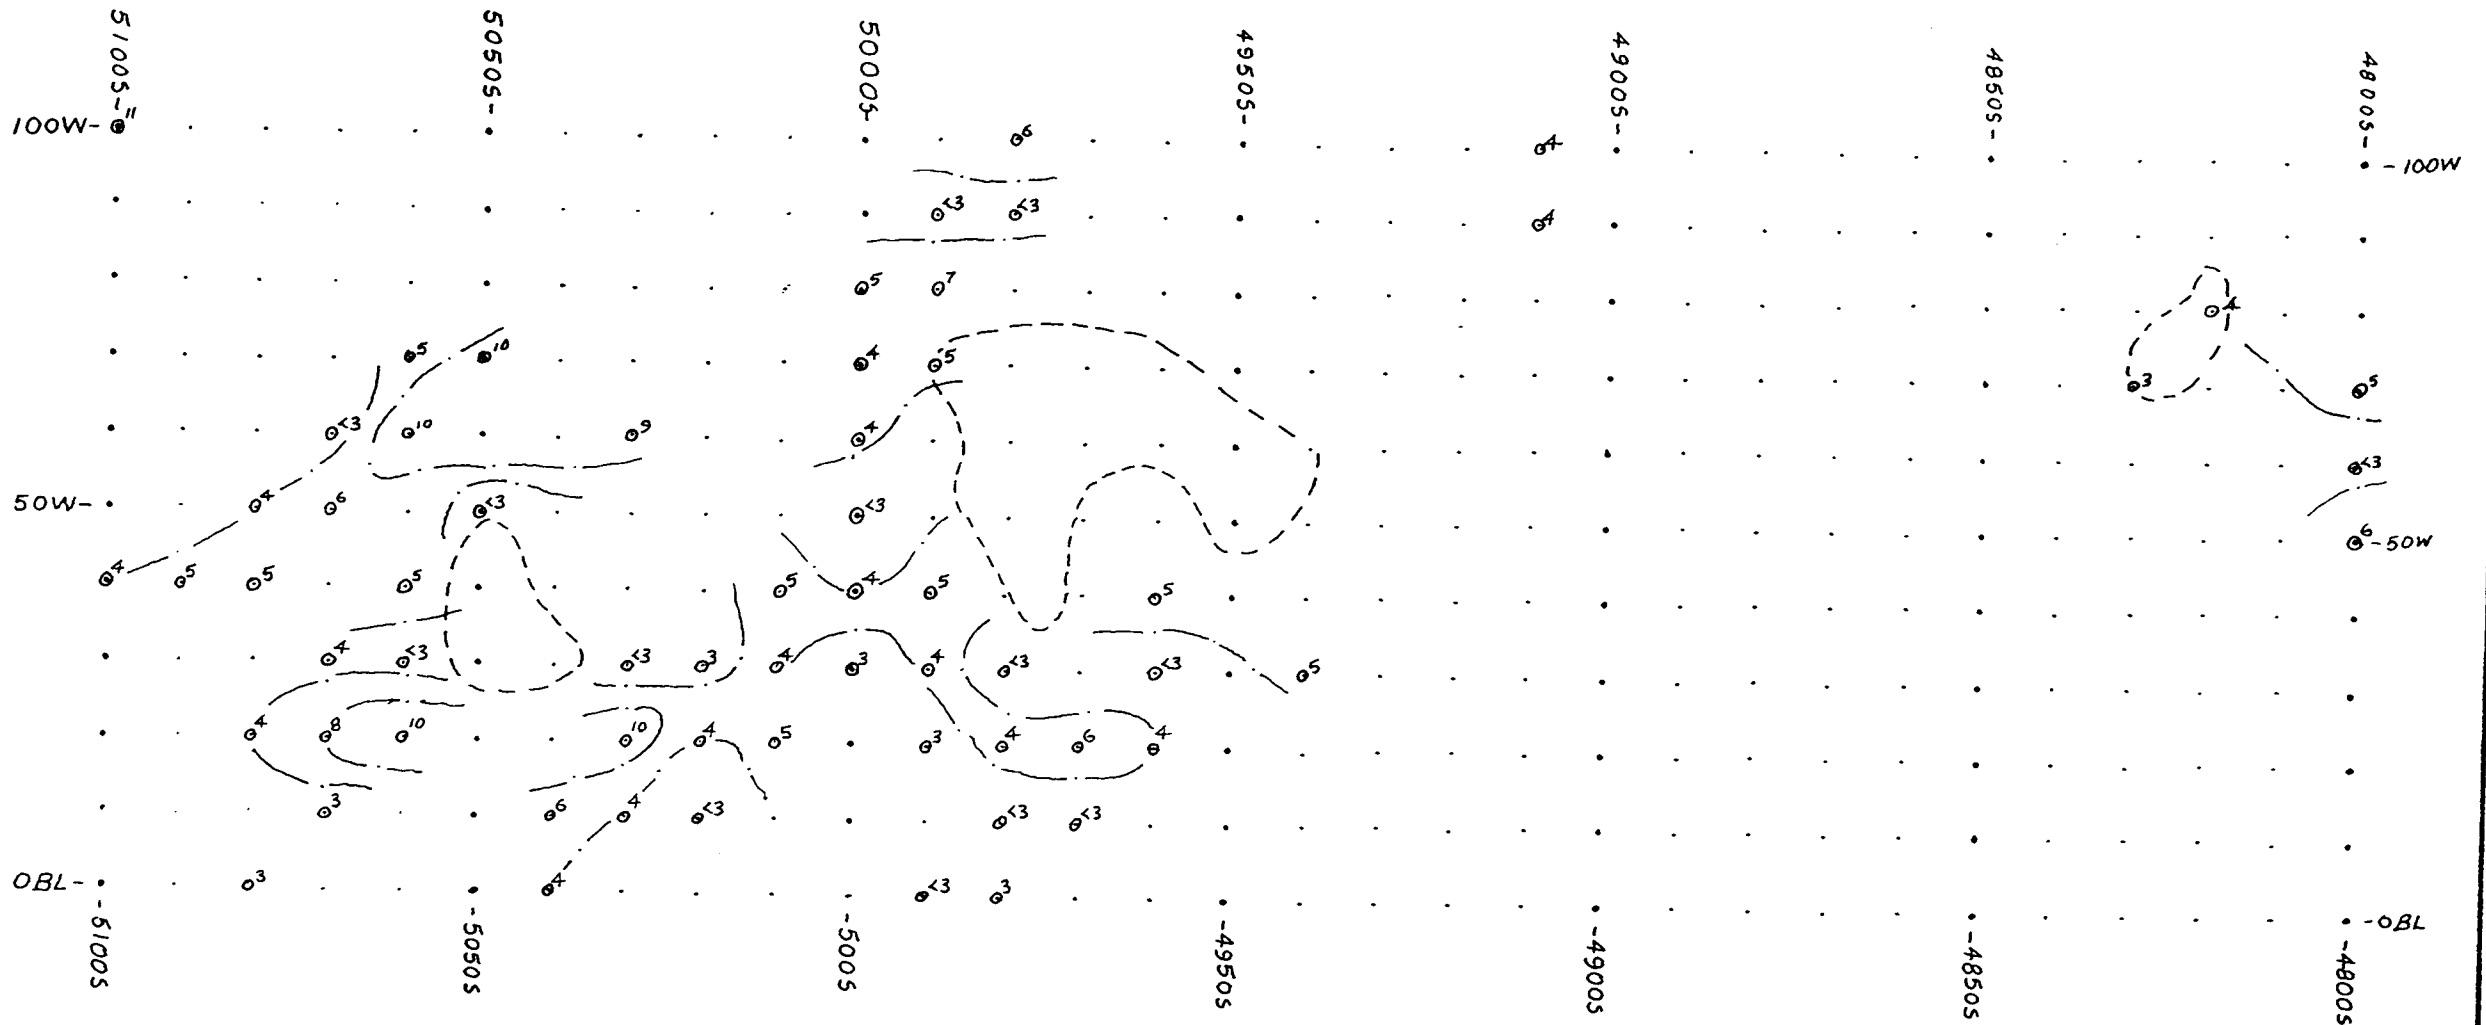 5100S- 5050S- 5000S- 4950S- 4900S- 4850S- 4800S-
100W- 11 6 4 -100W
<3 <3 4
5 7 4
5 10 4 5 3 5
<3 10 9 4 <3
50W- 4 6 <3 <3 6 -50W
4 5 5 5 5 4 5 5
4 <3 <3 3 4 3 4 <3 <3 5
4 8 10 10 4 5 3 4 6 4
3 6 4 <3 <3 <3
OBL- 3 4 <3 3 -OBL
-5100S -5050S -5000S -4950S -4900S -4850S -4800S